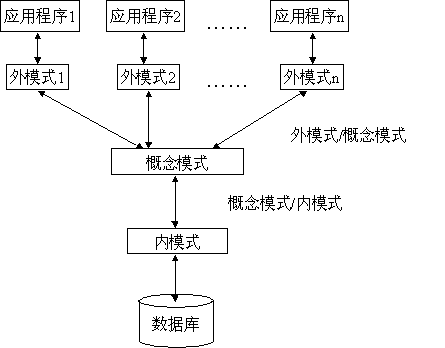 应用程序1 应用程序2 …… 应用程序n
外模式1 外模式2 …… 外模式n
外模式/概念模式
概念模式
概念模式/内模式
内模式
数据库